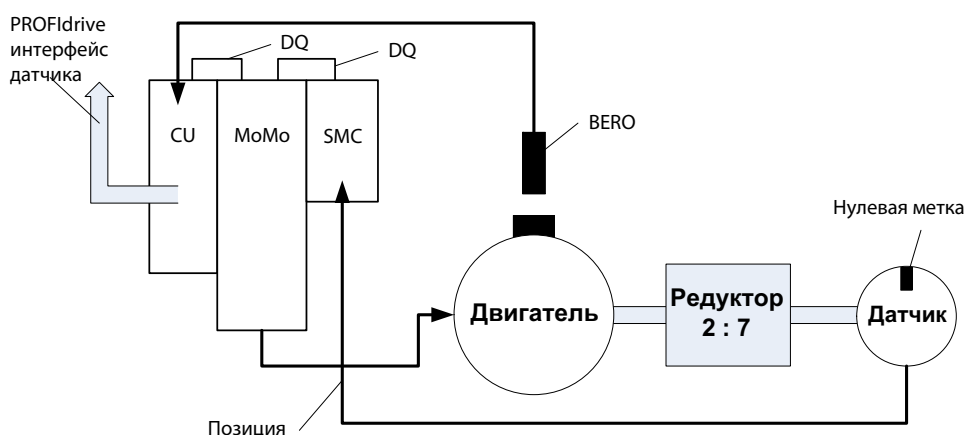 PROFIdrive
интерфейс
датчика
DQ
DQ
CU
MoMo
SMC
BERO
Нулевая метка
Двигатель
Редуктор
2 : 7
Датчик
Позиция